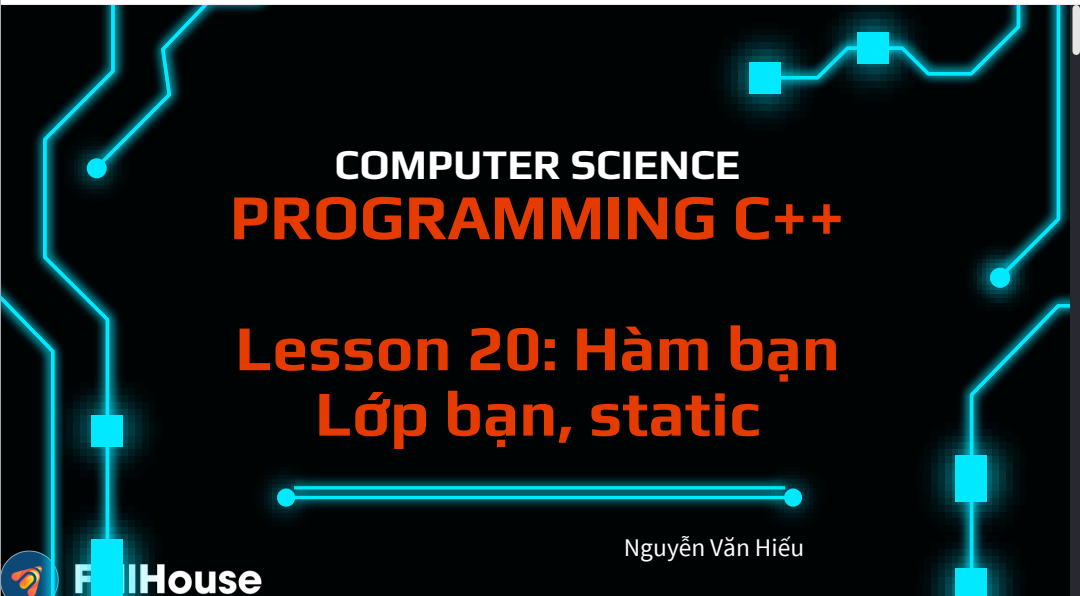 COMPUTER SCIENCE
PROGRAMMING C++
Lesson 20: Hàm bạn
Lớp bạn, static
Nguyễn Văn Hiếu